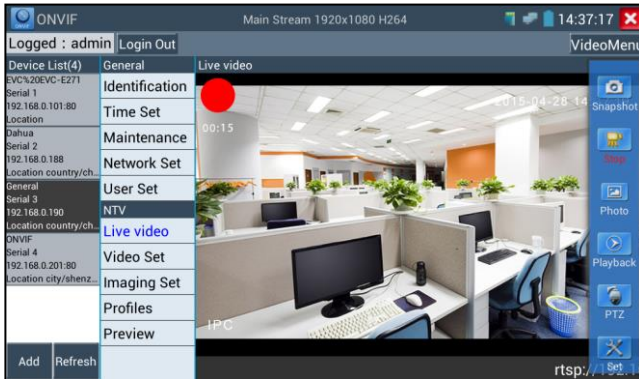 ONVIF
Main Stream 1920x1080 H264
14:37:17
Logged : admin
Login Out
VideoMenu
Device List(4)
EVC%20EVC-E271
Serial 1
192.168.0.101:80
Location
Dahua
Serial 2
192.168.0.188
Location country/ch...
General
Serial 3
192.168.0.190
Location country/ch...
ONVIF
Serial 4
192.168.0.201:80
Location city/shenz...
Add
Refresh
General
Identification
Time Set
Maintenance
Network Set
User Set
NTV
Live video
Video Set
Imaging Set
Profiles
Preview
Live video
2015-04-28 14
00:15
IPC
Snapshot
Stop
Photo
Playback
PTZ
Set
rtsp://192.1